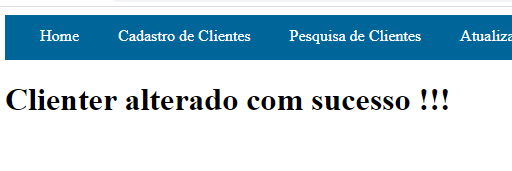 Home Cadastro de Clientes Pesquisa de Clientes Atualiza
Clienter alterado com sucesso !!!